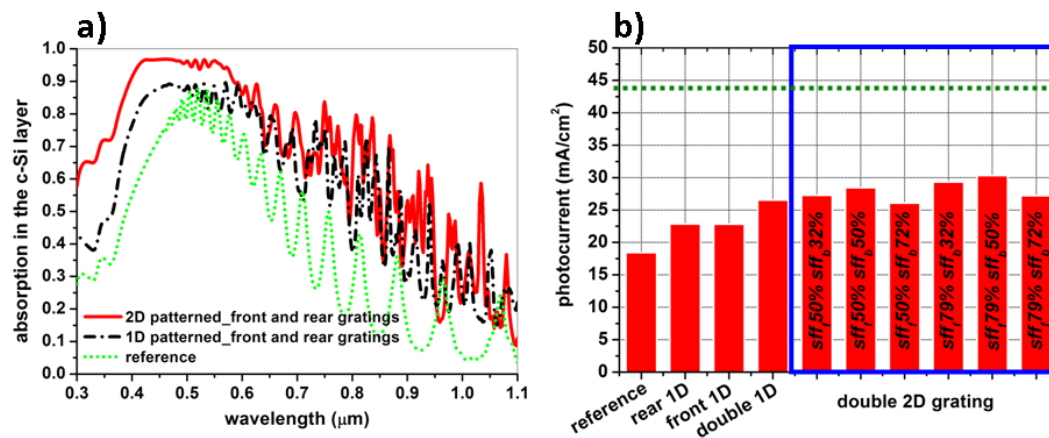 a)
absorption in the c-Si layer
1.0
0.9
0.8
0.7
0.6
0.5
0.4
0.3
0.2
0.1
0.0
2D patterned_front and rear gratings
1D patterned_front and rear gratings
reference
0.3 0.4 0.5 0.6 0.7 0.8 0.9 1.0 1.1
wavelength (μm)
b)
photocurrent (mA/cm²)
50
45
40
35
30
25
20
15
10
5
0
sff_f50% sff_b32%
sff_f50% sff_b50%
sff_f50% sff_b72%
sff_f79% sff_b32%
sff_f79% sff_b50%
sff_f79% sff_b72%
reference
rear 1D
front 1D
double 1D
double 2D grating